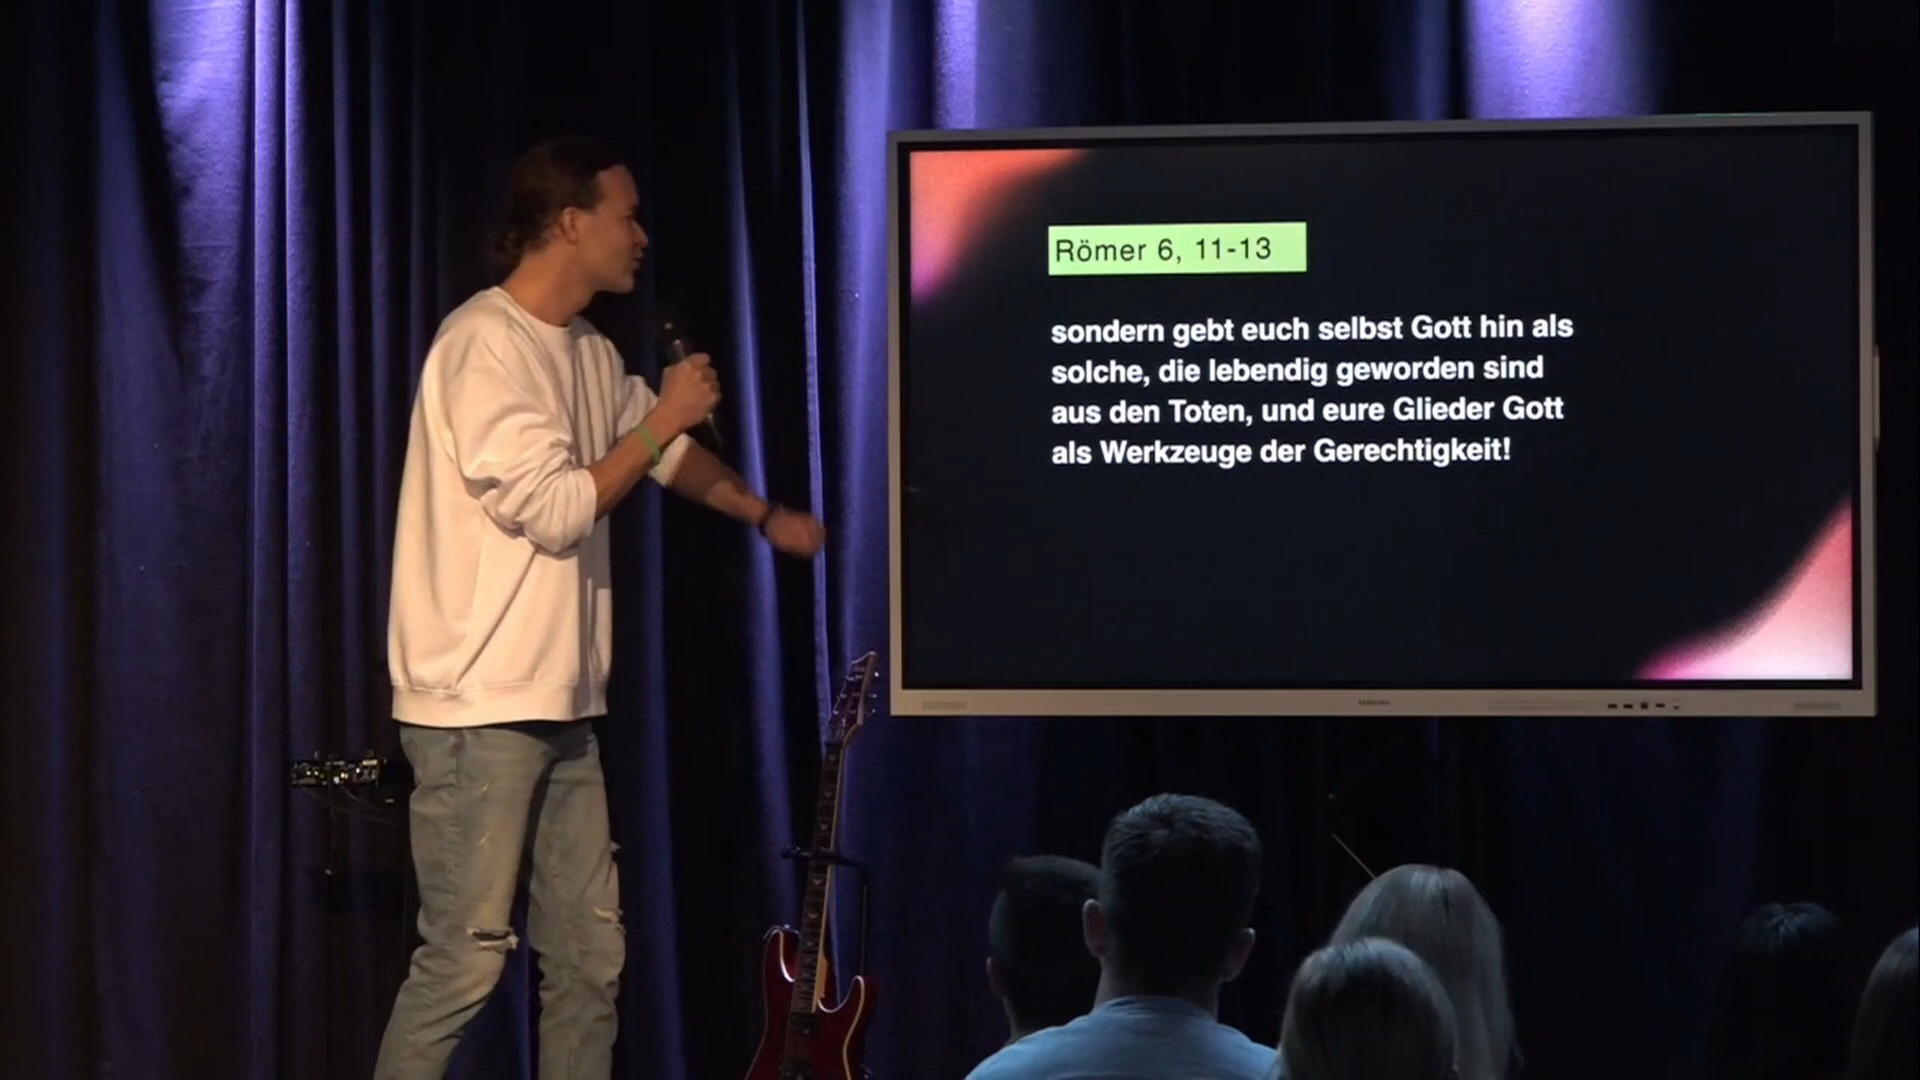 Römer 6, 11-13
sondern gebt euch selbst Gott hin als
solche, die lebendig geworden sind
aus den Toten, und eure Glieder Gott
als Werkzeuge der Gerechtigkeit!
SAMSUNG